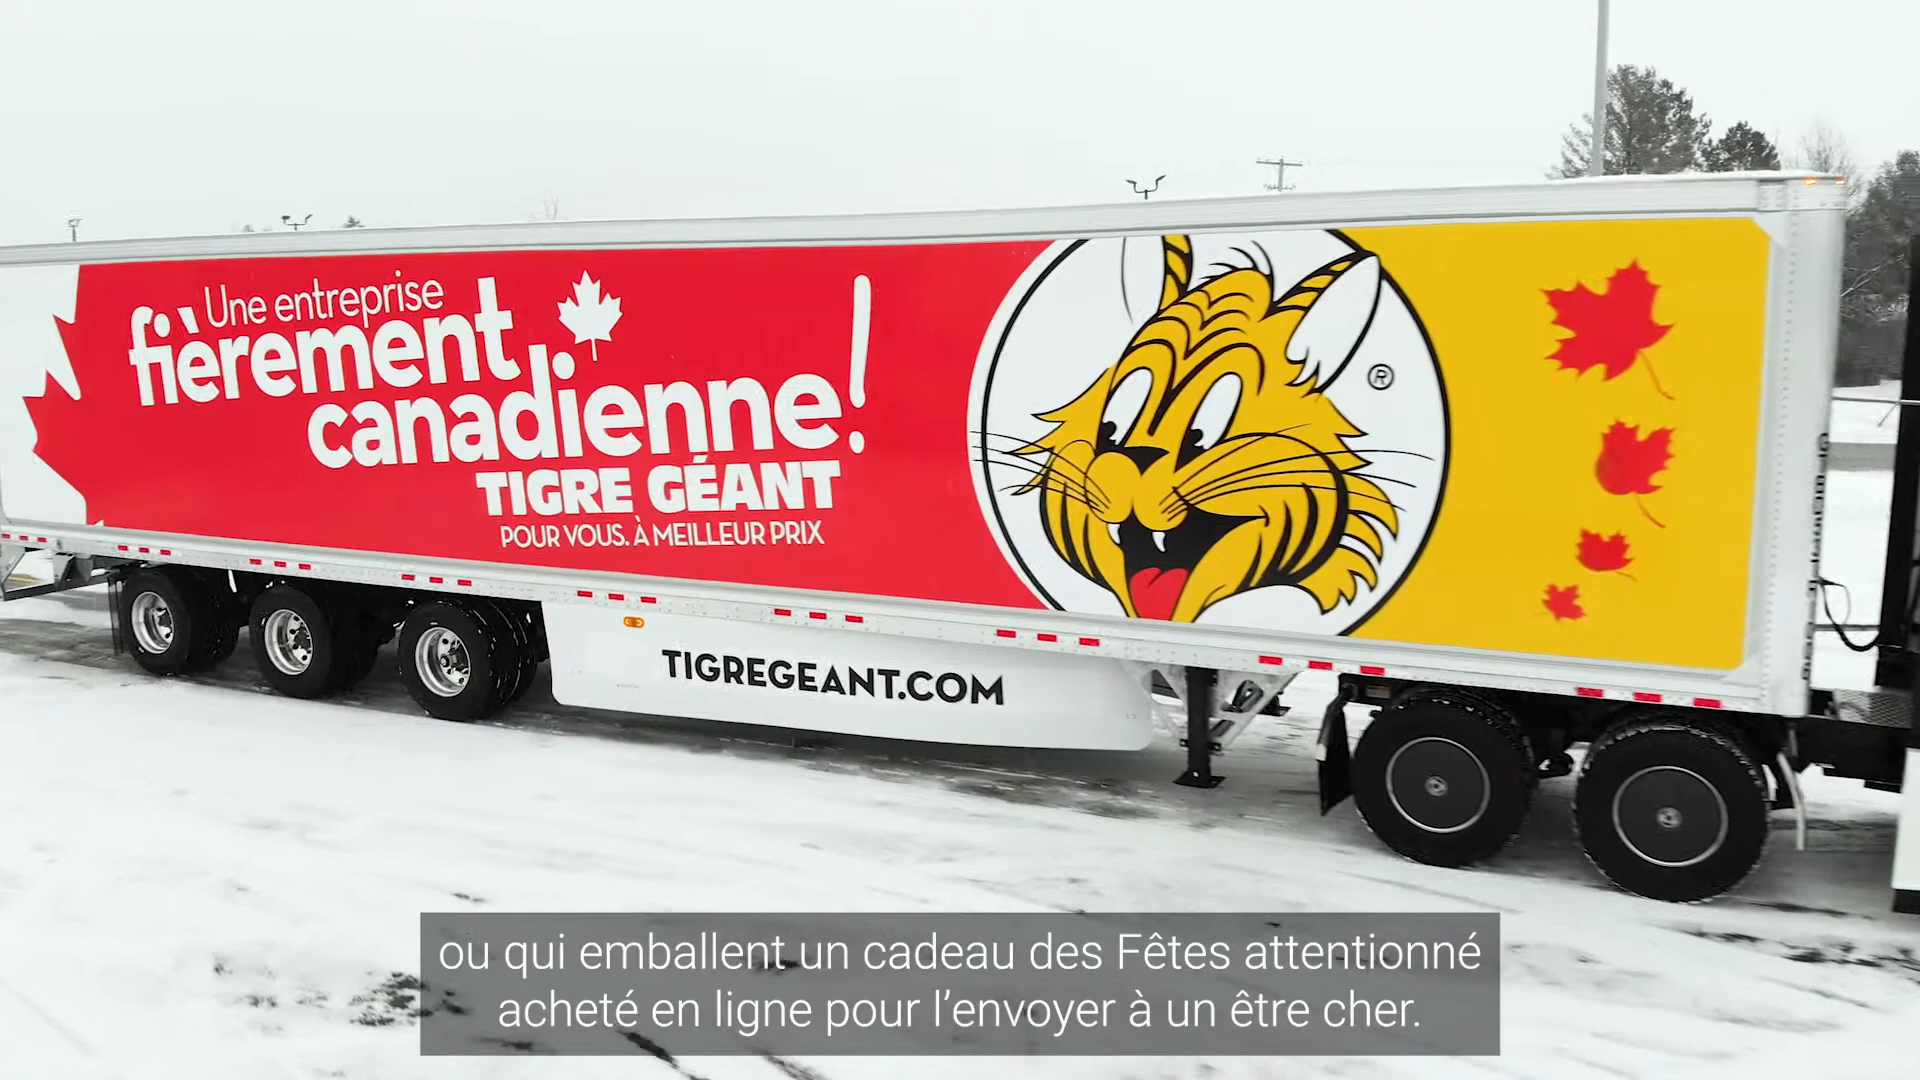 Une entreprise
fièrement
canadienne!
TIGRE GÉANT
POUR VOUS. À MEILLEUR PRIX
®
TIGREGEANT.COM
ou qui emballent un cadeau des Fêtes attentionné
acheté en ligne pour l’envoyer à un être cher.